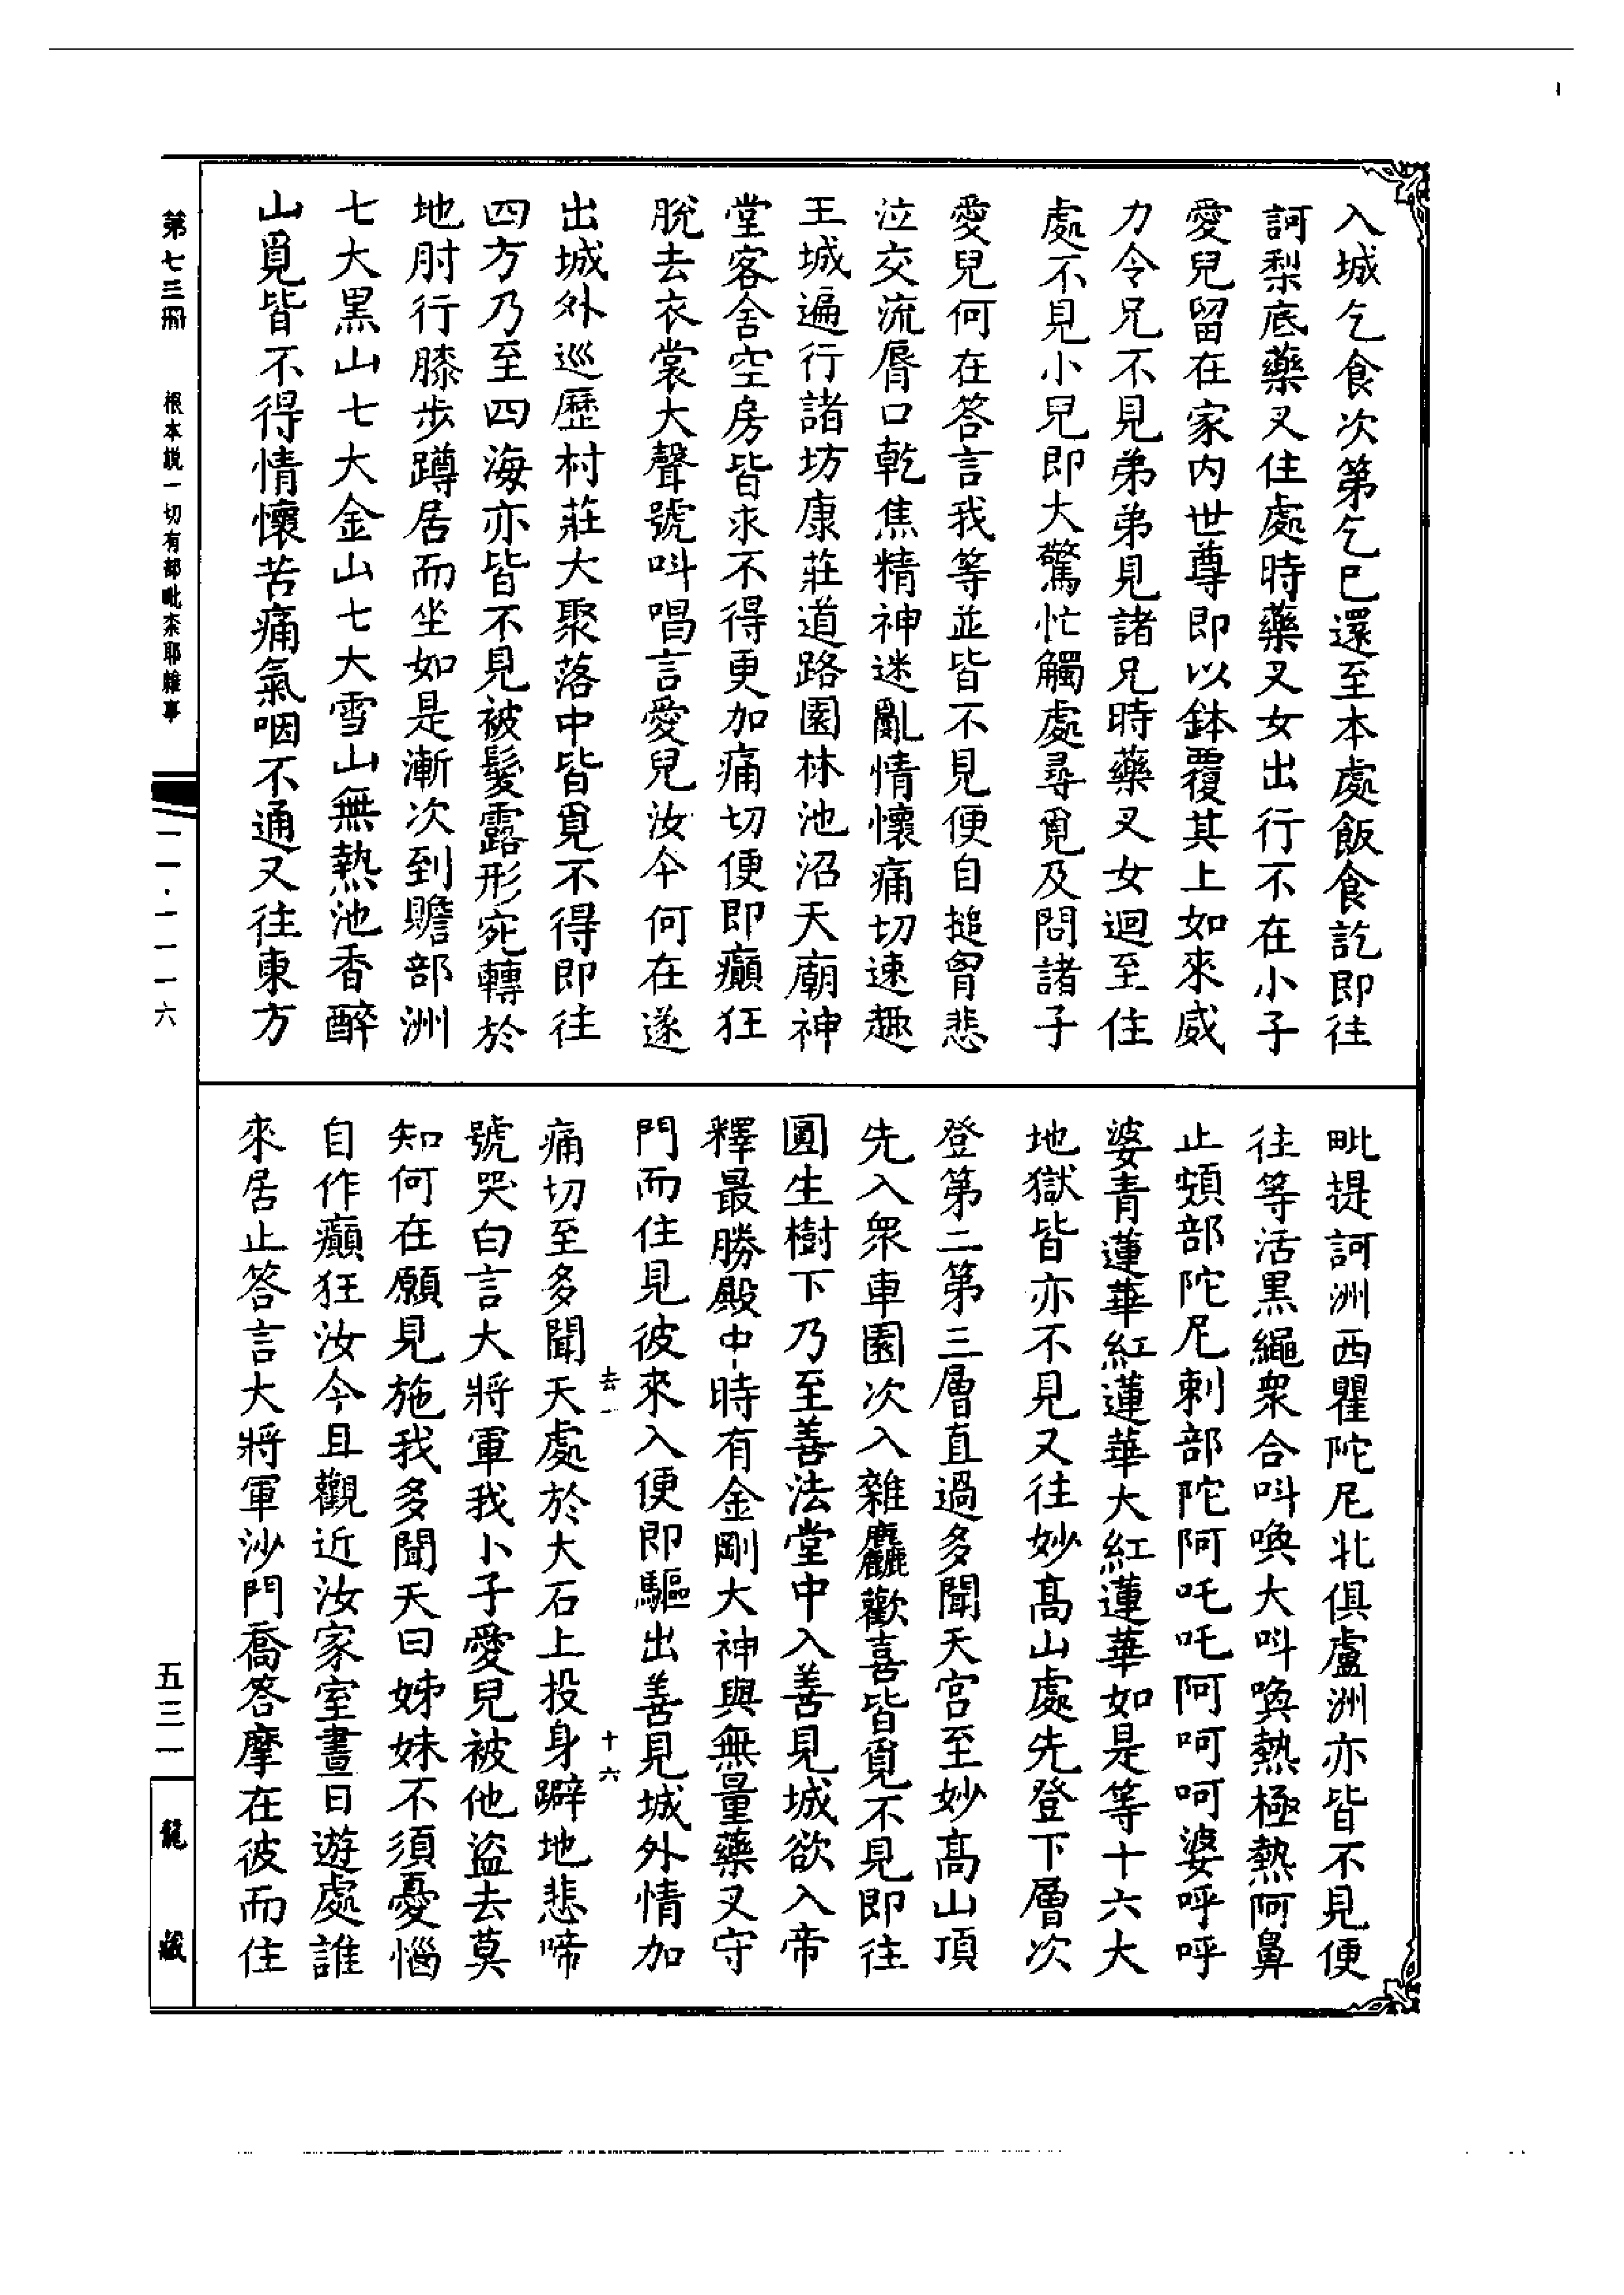 入城乞食次第乞已還至本處飯食訖即往
訶梨底藥叉住處時藥叉女出行不在小子
愛兒留在家内世尊即以鉢覆其上如來威
力令兄不見弟弟見諸兄時藥叉女迴至住
處不見小兒即大驚忙觸處尋覓及問諸子
愛兒何在答言我等並皆不見便自搥胷悲
泣交流脣口乾焦精神迷亂情懷痛切速趣
王城遍行諸坊康莊道路園林池沼天廟神
堂客舍空房皆求不得更加痛切便即癲狂
脫去衣裳大聲號叫唱言愛兒汝今何在遂
出城外巡歷村莊大聚落中皆覓不得即往
四方乃至四海亦皆不見被髮露形宛轉於
地肘行膝步蹲居而坐如是漸次到贍部洲
七大黑山七大金山七大雪山無熱池香醉
山覓皆不得情懷苦痛氣咽不通又往東方
毗提訶洲西瞿陀尼北俱盧洲亦皆不見便
往等活黒繩衆合叫喚大叫喚熱極熱阿鼻
止頞部陀尼剌部陀阿吒吒阿呵呵婆呼呼
婆青蓮華紅蓮華大紅蓮華如是等十六大
地獄皆亦不見又往妙高山處先登下層次
登第二第三層直過多聞天宮至妙高山頂
先入衆車園次入雜麤歡喜皆覓不見即往
圓生樹下乃至善法堂中入善見城欲入帝
釋最勝殿中時有金剛大神與無量藥叉守
門而住見彼來入便即驅出善見城外情加
痛切至多聞天處於大石上投身躃地悲啼
號哭白言大將軍我小子愛兒被他盜去莫
知何在願見施我多聞天曰姊妹不須憂惱
自作癲狂汝今且觀近汝家室晝日遊處誰
來居止答言大將軍沙門喬答摩在彼而住
去一
十六
第七三冊
根本說一切有部毗柰耶雜事
一一·一一一六
五三一
龍藏